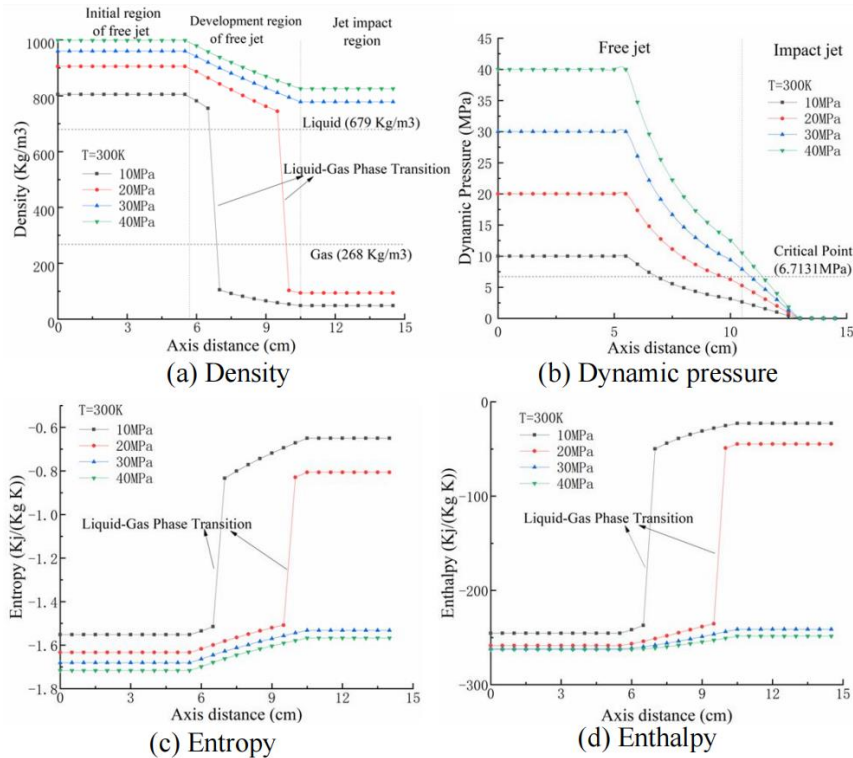 Initial region
of free jet
Development region
of free jet
Jet impact
region
1000
800
600
400
200
0
Density (Kg/m3)
Liquid (679 Kg/m3)
T=300K
10MPa
20MPa
30MPa
40MPa
Liquid-Gas Phase Transition
Gas (268 Kg/m3)
0 3 6 9 12 15
Axis distance (cm)
(a) Density
45
40
35
30
25
20
15
10
5
0
Dynamic Pressure (MPa)
Free jet
Impact jet
T=300K
10MPa
20MPa
30MPa
40MPa
Critical Point
(6.7131MPa)
0 5 10 15
Axis distance (cm)
(b) Dynamic pressure
−0.6
−0.8
−1.0
−1.2
−1.4
−1.6
−1.8
Entropy (Kj/(Kg K))
T=300K
10MPa
20MPa
30MPa
40MPa
Liquid-Gas Phase Transition
0 3 6 9 12 15
Axis distance (cm)
(c) Entropy
0
−100
−200
−300
Enthalpy (Kj/(Kg K))
T=300K
10MPa
20MPa
30MPa
40MPa
Liquid-Gas Phase Transition
0 3 6 9 12 15
Axis distance (cm)
(d) Enthalpy